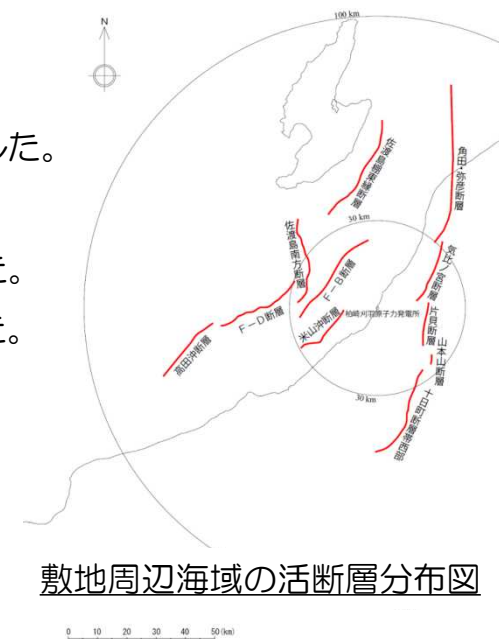 100 km
N
した。
た。
た。
佐渡島棚東縁断層
角田・弥彦断層
佐渡島南方断層
30 km
F－B断層
気比ノ宮断層
F－D断層
高田沖断層
米山沖断層
柏崎刈羽原子力発電所
片貝断層
山本山断層
十日町断層帯西部
30 km
敷地周辺海域の活断層分布図
0 10 20 30 40 50(km)